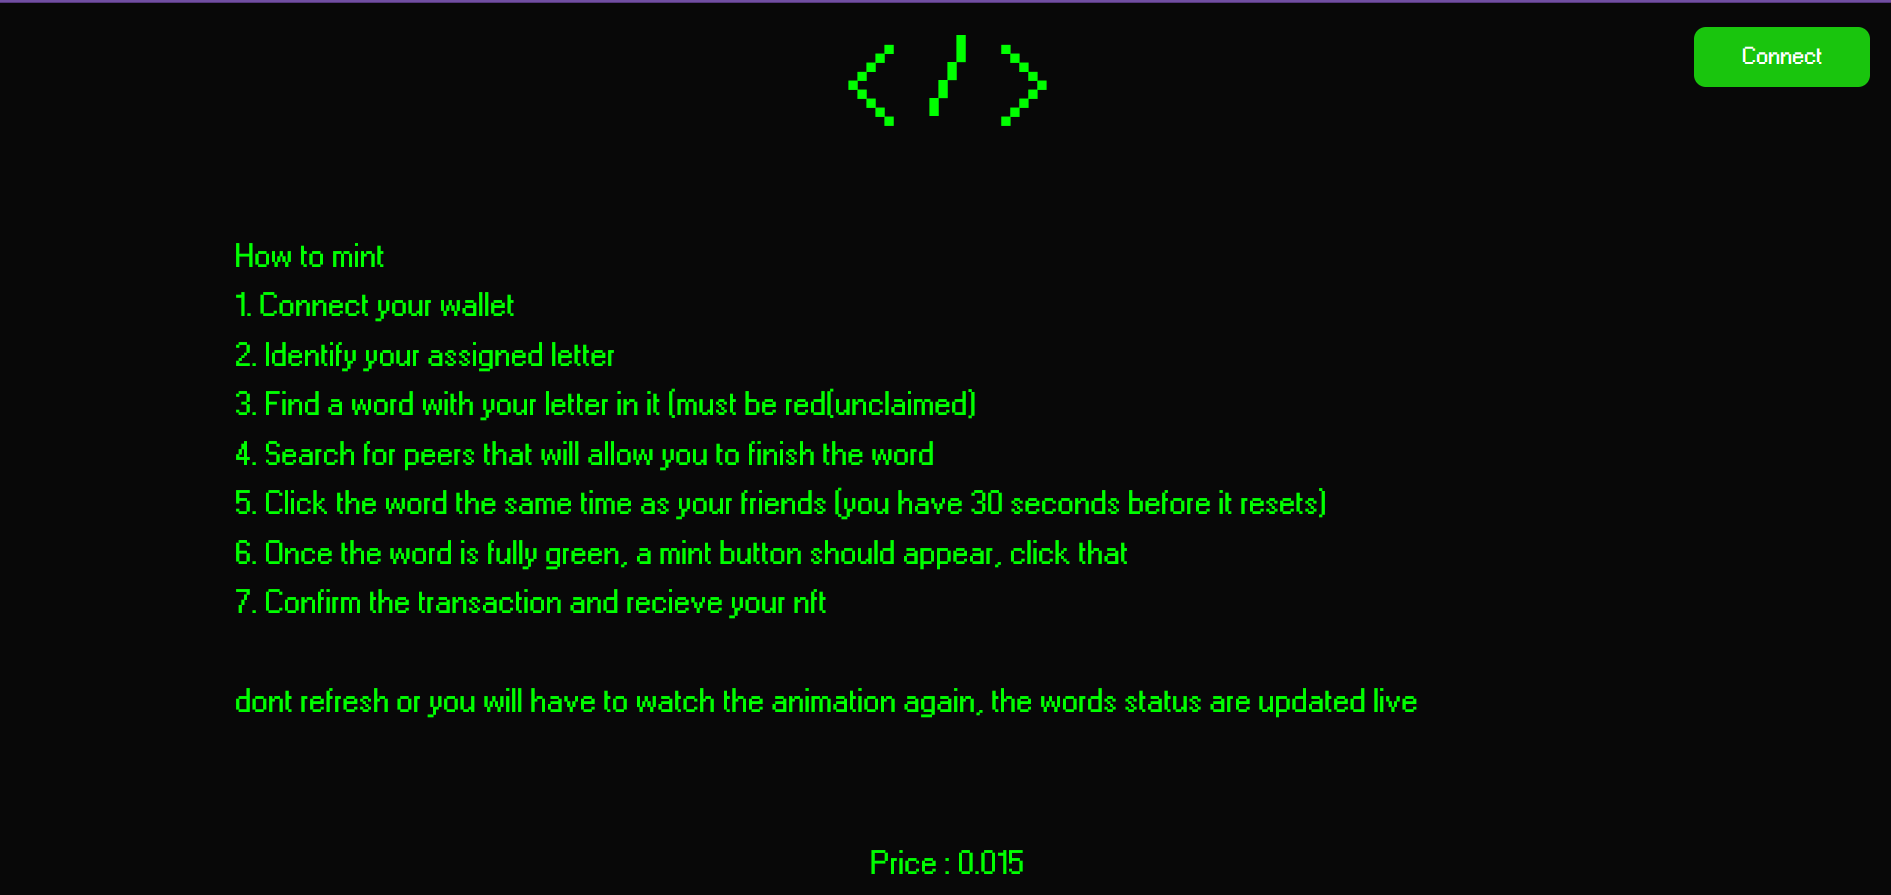 </>
Connect
How to mint
1. Connect your wallet
2. Identify your assigned letter
3. Find a word with your letter in it (must be red(unclaimed)
4. Search for peers that will allow you to finish the word
5. Click the word the same time as your friends (you have 30 seconds before it resets)
6. Once the word is fully green, a mint button should appear, click that
7. Confirm the transaction and recieve your nft
dont refresh or you will have to watch the animation again, the words status are updated live
Price : 0.015